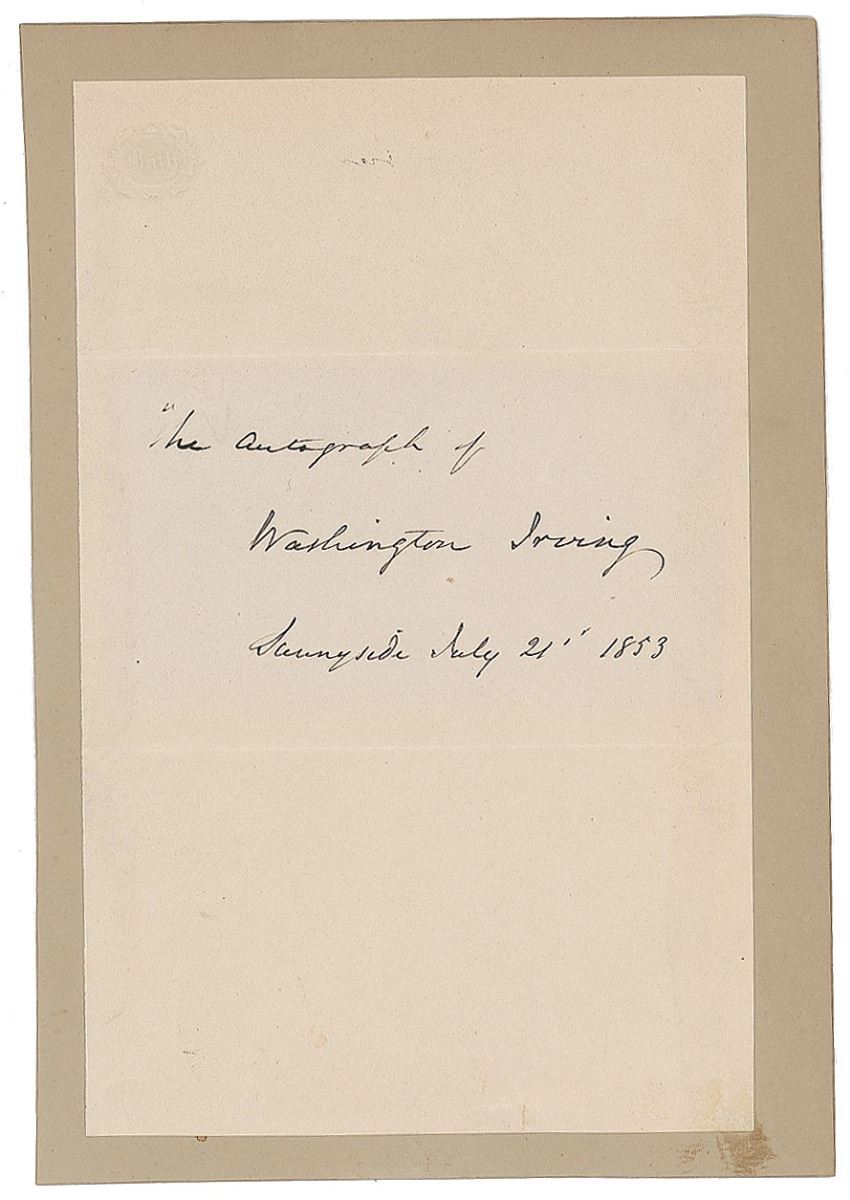 The autograph of
Washington Irving
Sunnyside July 21st 1853